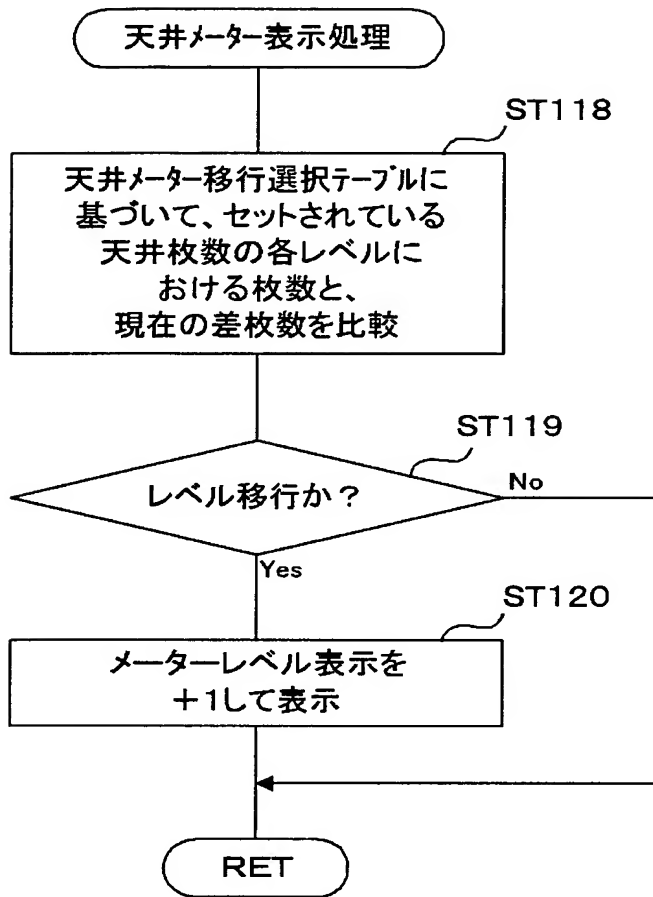 天井メーター表示処理
ST118
天井メーター移行選択テーブルに
基づいて、セットされている
天井枚数の各レベルに
おける枚数と、
現在の差枚数を比較
ST119
レベル移行か？
No
Yes
ST120
メーターレベル表示を
＋１して表示
RET